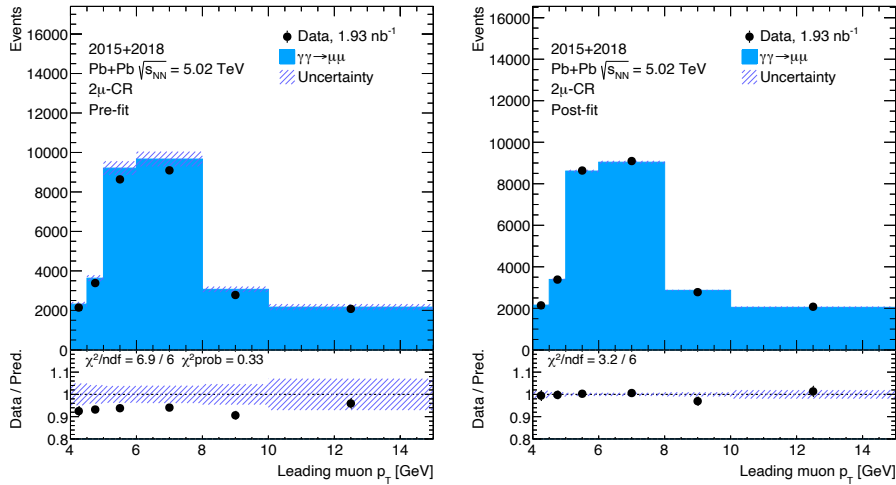 Events
16000
14000
12000
10000
8000
6000
4000
2000
0
2015+2018
Pb+Pb √s_NN = 5.02 TeV
2μ-CR
Pre-fit
Data, 1.93 nb⁻¹
γγ→μμ
Uncertainty
Data / Pred.
1.1
1
0.9
0.8
χ²/ndf = 6.9 / 6 χ²prob = 0.33
4 6 8 10 12 14
Leading muon p_T [GeV]
Events
16000
14000
12000
10000
8000
6000
4000
2000
0
2015+2018
Pb+Pb √s_NN = 5.02 TeV
2μ-CR
Post-fit
Data, 1.93 nb⁻¹
γγ→μμ
Uncertainty
Data / Pred.
1.1
1
0.9
0.8
χ²/ndf = 3.2 / 6
4 6 8 10 12 14
Leading muon p_T [GeV]